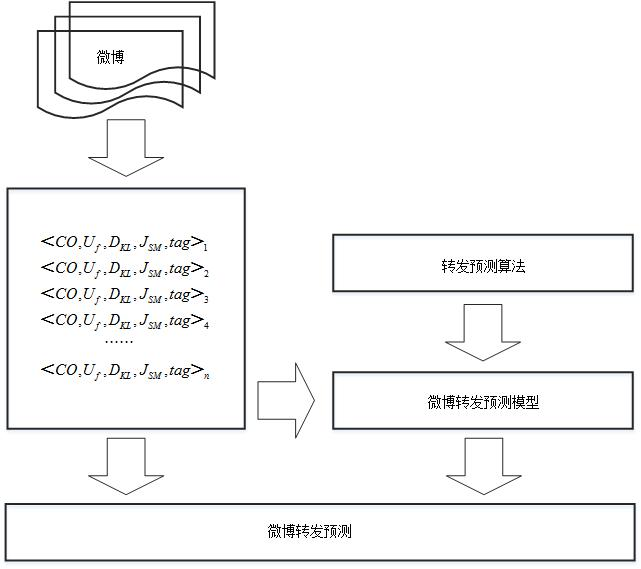 微博
<CO,U_f,D_KL,J_SM,tag>_1
<CO,U_f,D_KL,J_SM,tag>_2
<CO,U_f,D_KL,J_SM,tag>_3
<CO,U_f,D_KL,J_SM,tag>_4
……
<CO,U_f,D_KL,J_SM,tag>_n
转发预测算法
微博转发预测模型
微博转发预测